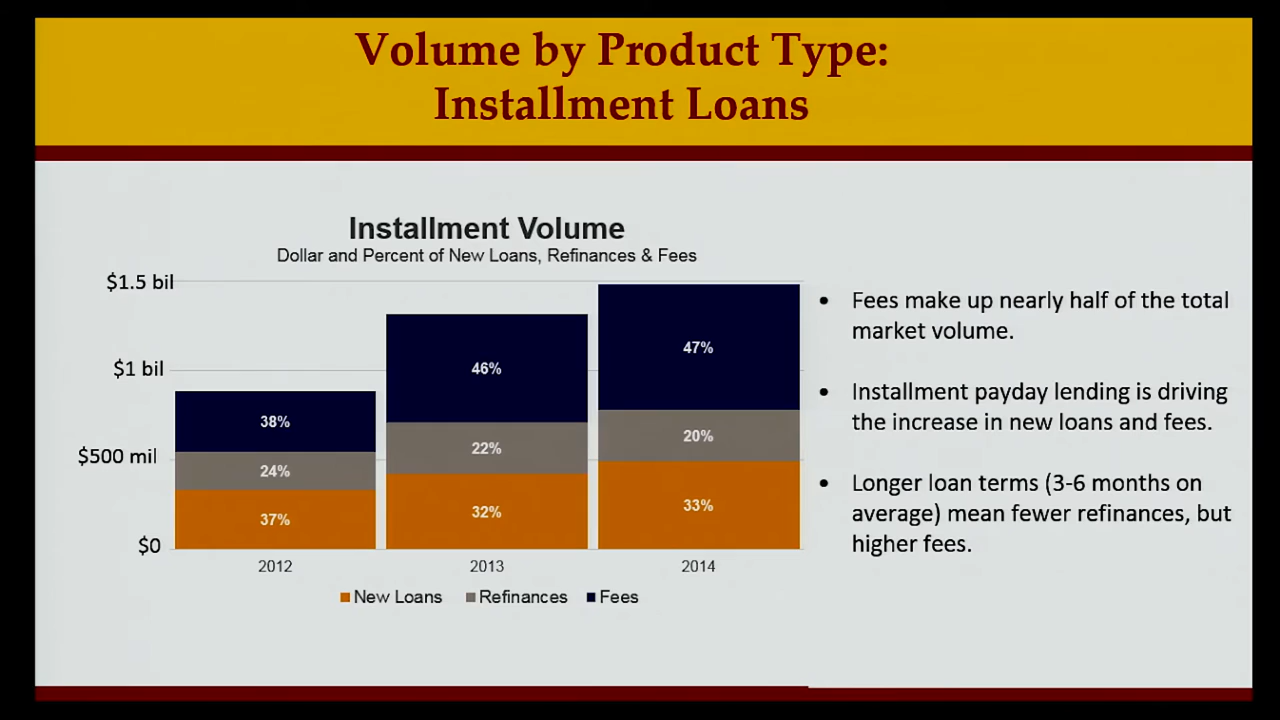 Volume by Product Type:
Installment Loans
Installment Volume
Dollar and Percent of New Loans, Refinances & Fees
$1.5 bil
$1 bil
$500 mil
$0
38%
24%
37%
46%
22%
32%
47%
20%
33%
2012
2013
2014
New Loans
Refinances
Fees
• Fees make up nearly half of the total
market volume.
• Installment payday lending is driving
the increase in new loans and fees.
• Longer loan terms (3-6 months on
average) mean fewer refinances, but
higher fees.